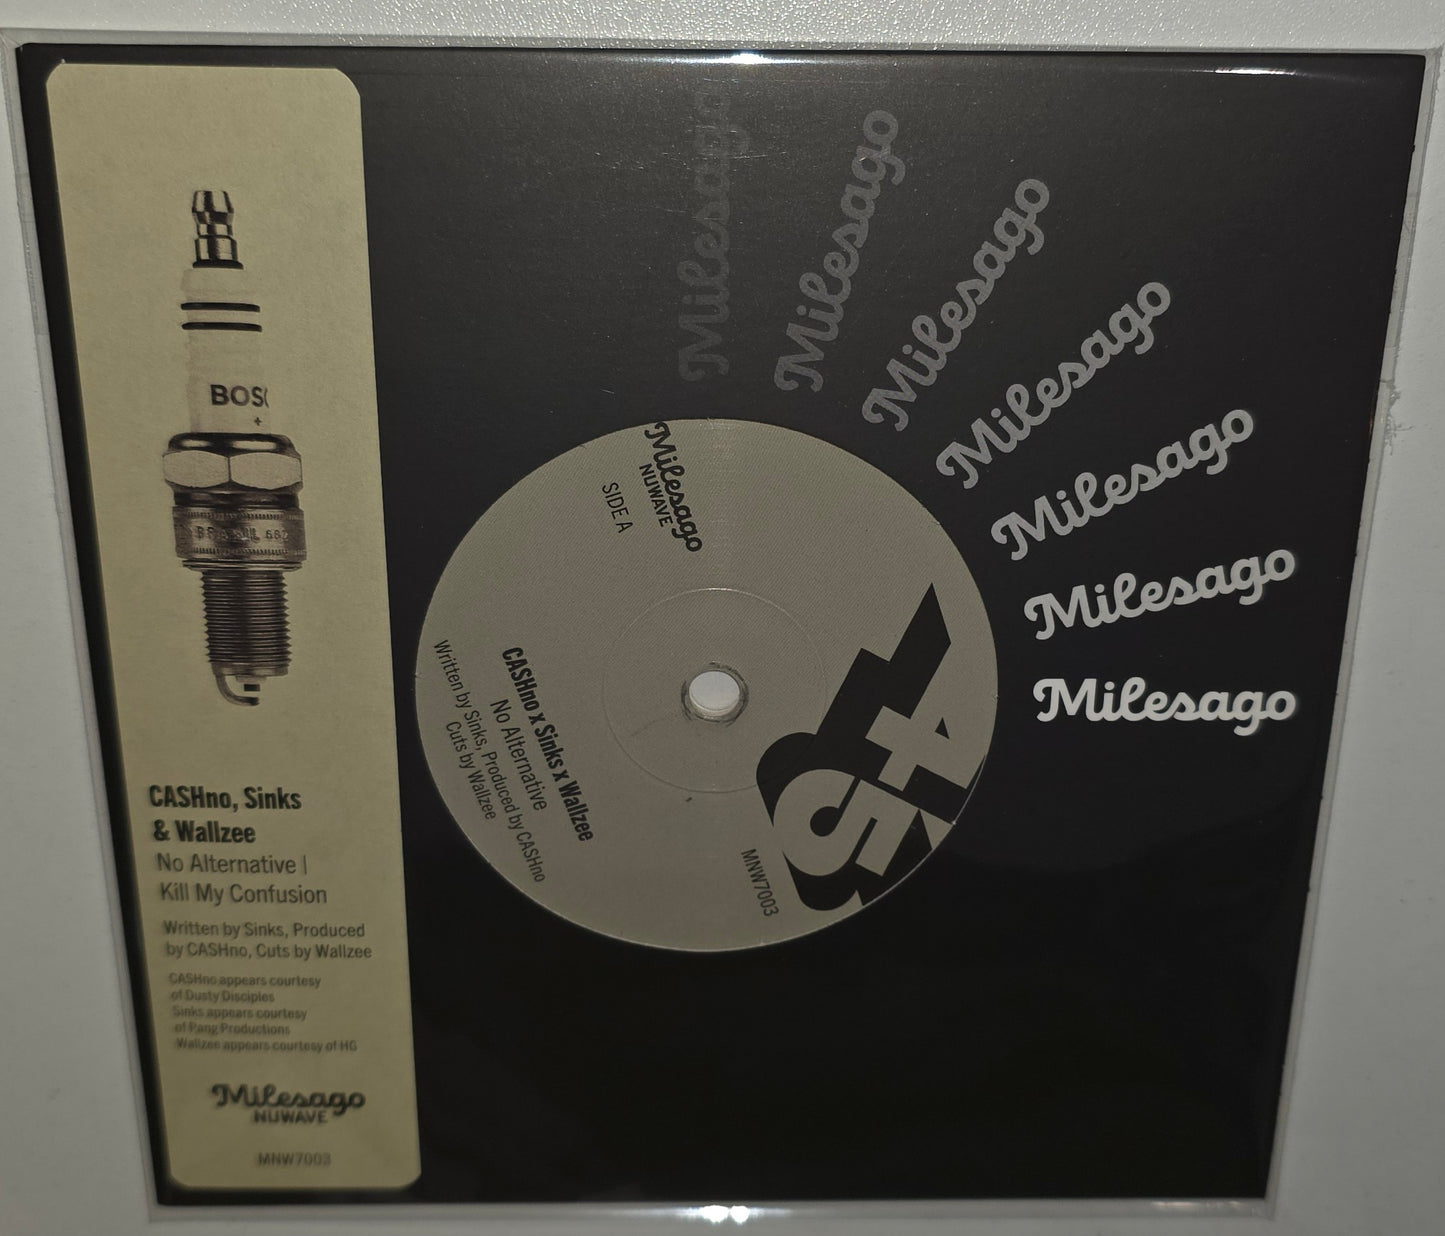 BOSC
CASHno, Sinks
& Wallzee
No Alternative |
Kill My Confusion
Written by Sinks, Produced
by CASHno, Cuts by Wallzee
CASHno appears courtesy
of Dusty Disciples
Sinks appears courtesy
of Pang Productions
Wallzee appears courtesy of HG
Milesago
NUWAVE
MNW7003
Milesago
Milesago
Milesago
Milesago
Milesago
Milesago
Milesago
Milesago
NUWAVE
SIDE A
CASHno x Sinks x Wallzee
No Alternative
Written by Sinks, Produced by CASHno
Cuts by Wallzee
MNW7003
45